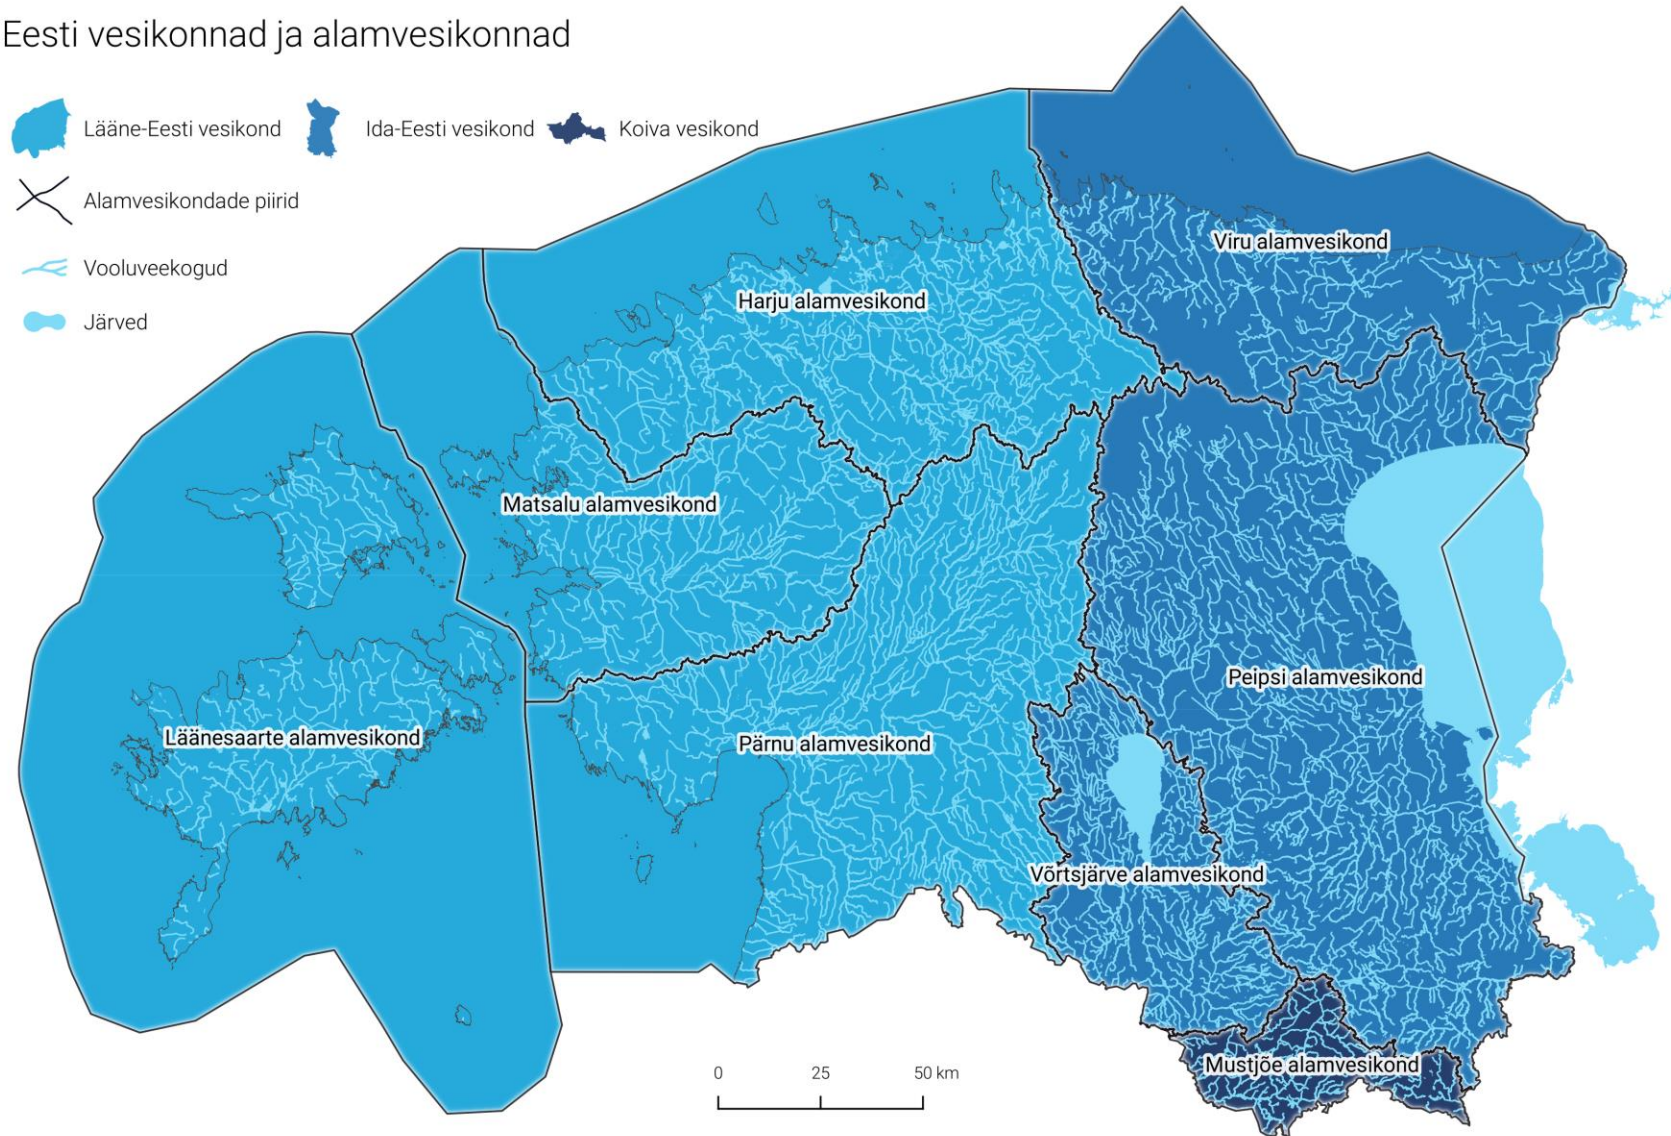 Eesti vesikonnad ja alamvesikonnad
Lääne-Eesti vesikond
Ida-Eesti vesikond
Koiva vesikond
Alamvesikondade piirid
Vooluveekogud
Järved
Viru alamvesikond
Harju alamvesikond
Matsalu alamvesikond
Peipsi alamvesikond
Läänesaarte alamvesikond
Pärnu alamvesikond
Võrtsjärve alamvesikond
Mustjõe alamvesikond
0 25 50 km